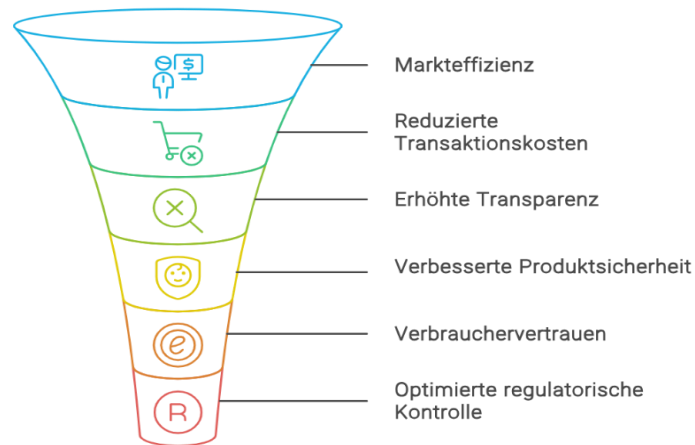 $
Markteffizienz
Reduzierte
Transaktionskosten
Erhöhte Transparenz
Verbesserte Produktsicherheit
e
Verbrauchervertrauen
R
Optimierte regulatorische
Kontrolle